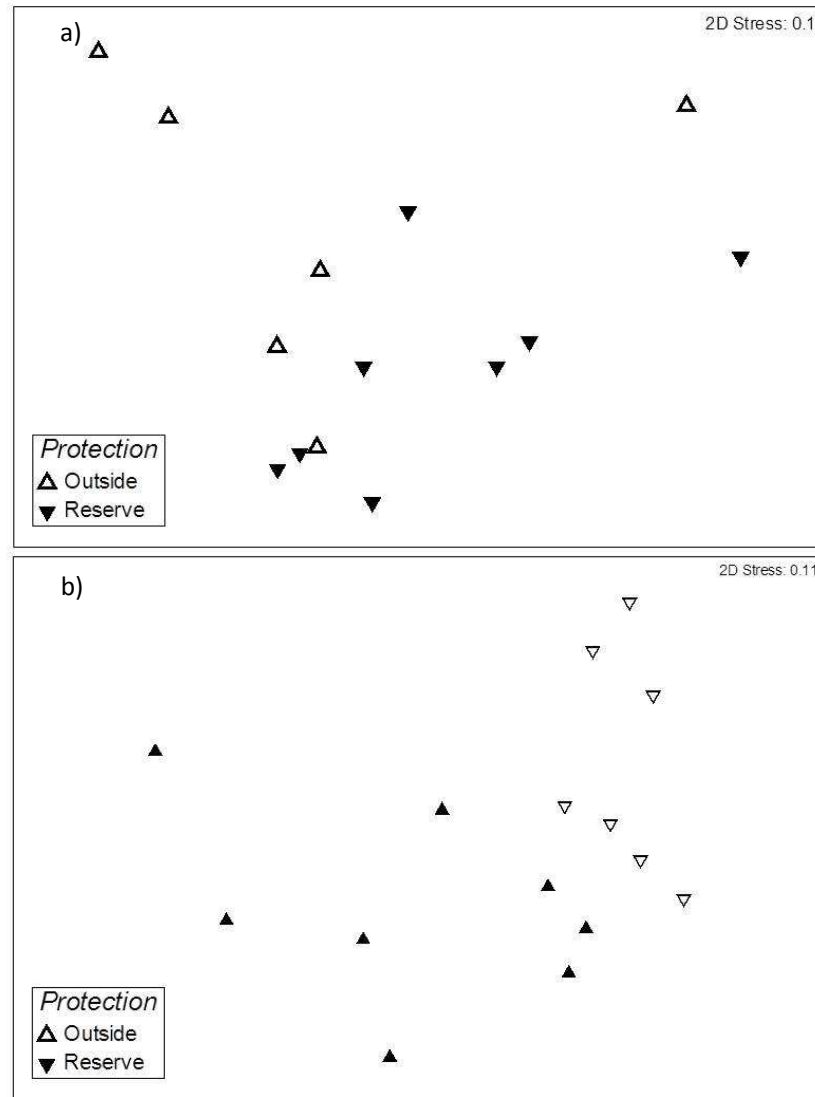 a)
2D Stress: 0.1
Protection
Outside
Reserve
b)
2D Stress: 0.11
Protection
Outside
Reserve